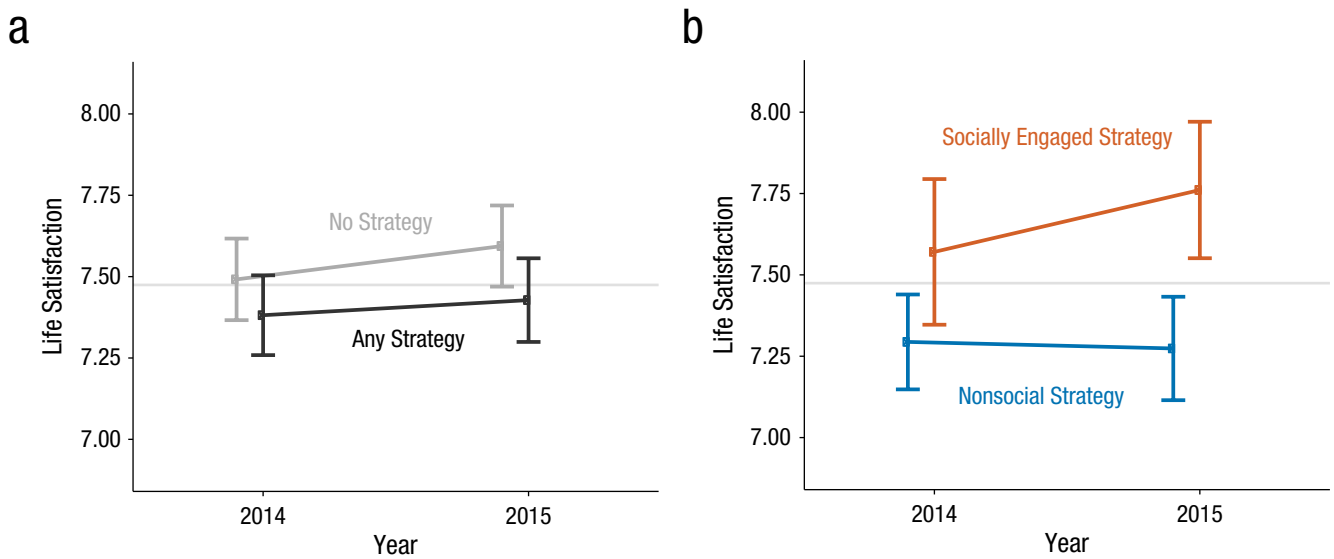 a
8.00
7.75
7.50
7.25
7.00
Life Satisfaction
No Strategy
Any Strategy
2014
2015
Year
b
8.00
7.75
7.50
7.25
7.00
Life Satisfaction
Socially Engaged Strategy
Nonsocial Strategy
2014
2015
Year